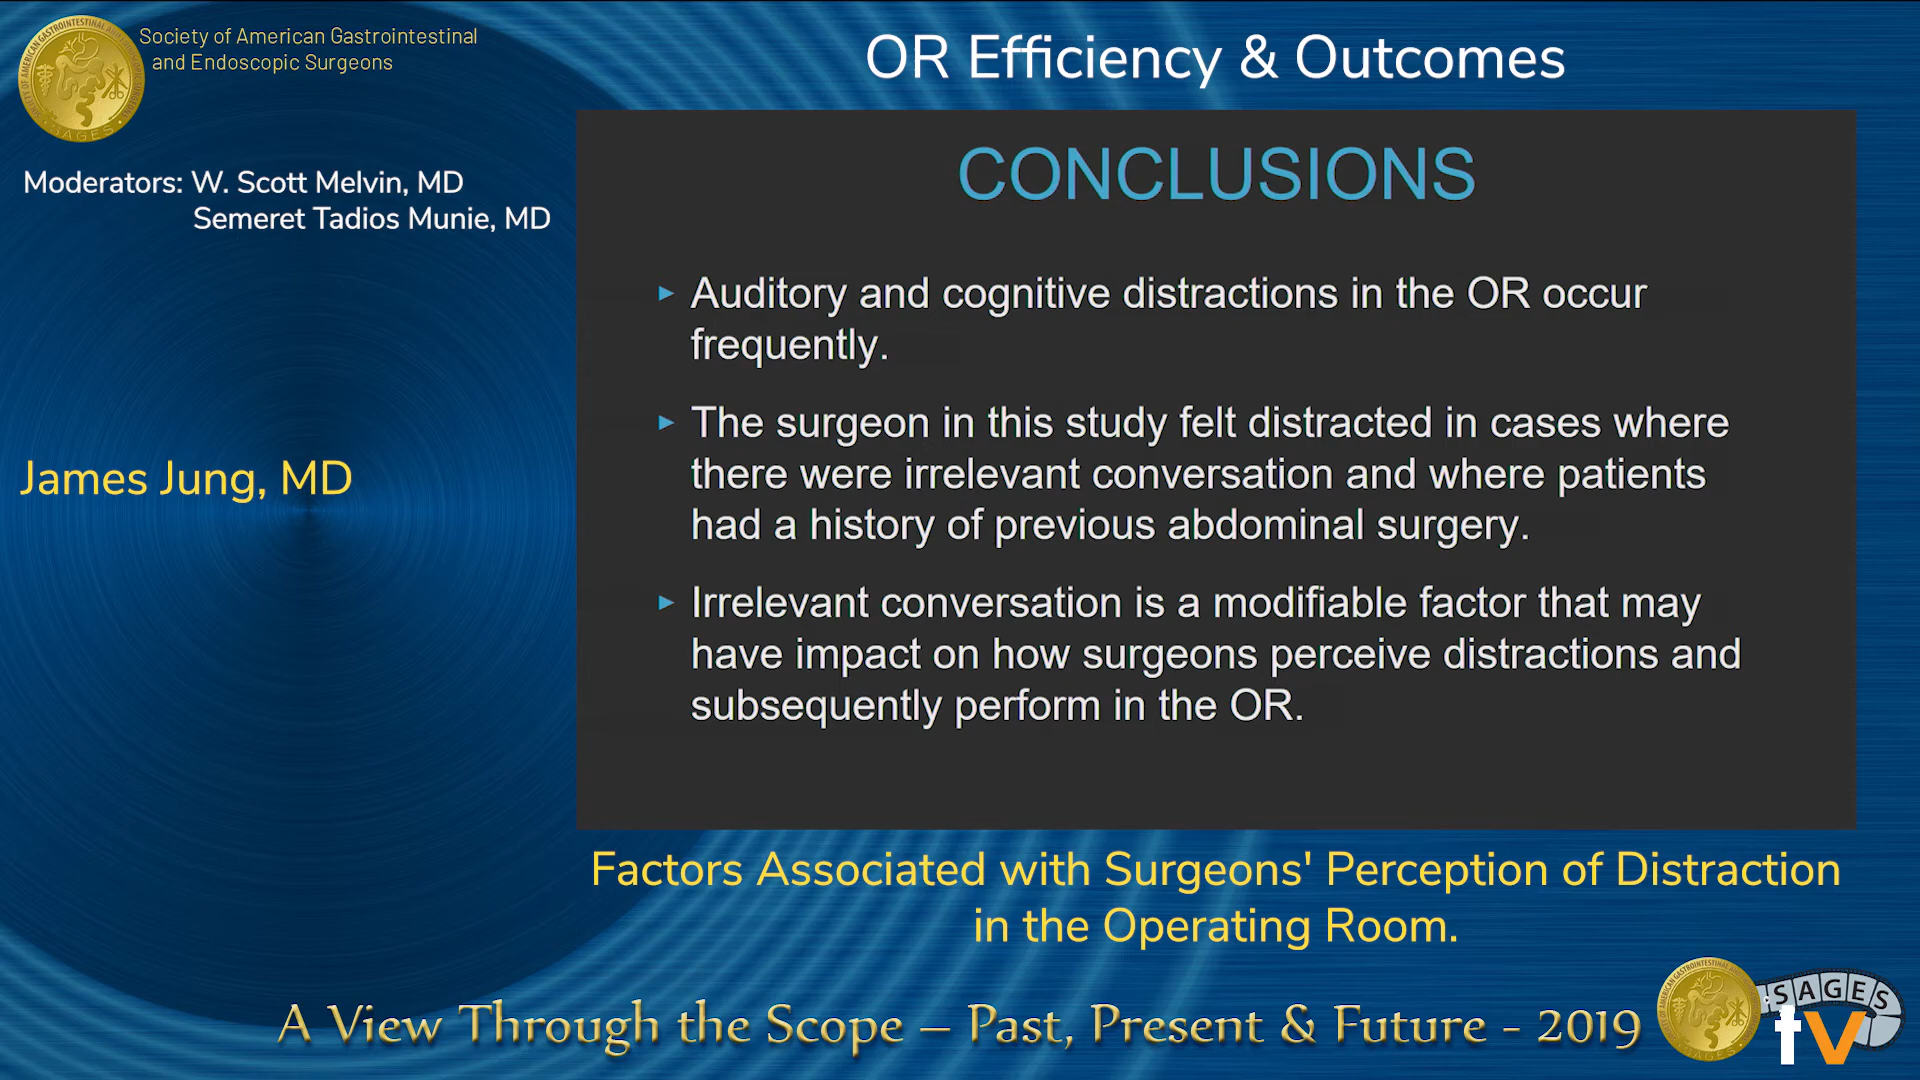 Society of American Gastrointestinal
and Endoscopic Surgeons
OR Efficiency & Outcomes
Moderators: W. Scott Melvin, MD
Semeret Tadios Munie, MD
James Jung, MD
CONCLUSIONS
Auditory and cognitive distractions in the OR occur
frequently.
The surgeon in this study felt distracted in cases where
there were irrelevant conversation and where patients
had a history of previous abdominal surgery.
Irrelevant conversation is a modifiable factor that may
have impact on how surgeons perceive distractions and
subsequently perform in the OR.
Factors Associated with Surgeons' Perception of Distraction
in the Operating Room.
A View Through the Scope – Past, Present & Future - 2019
SAGES
tv